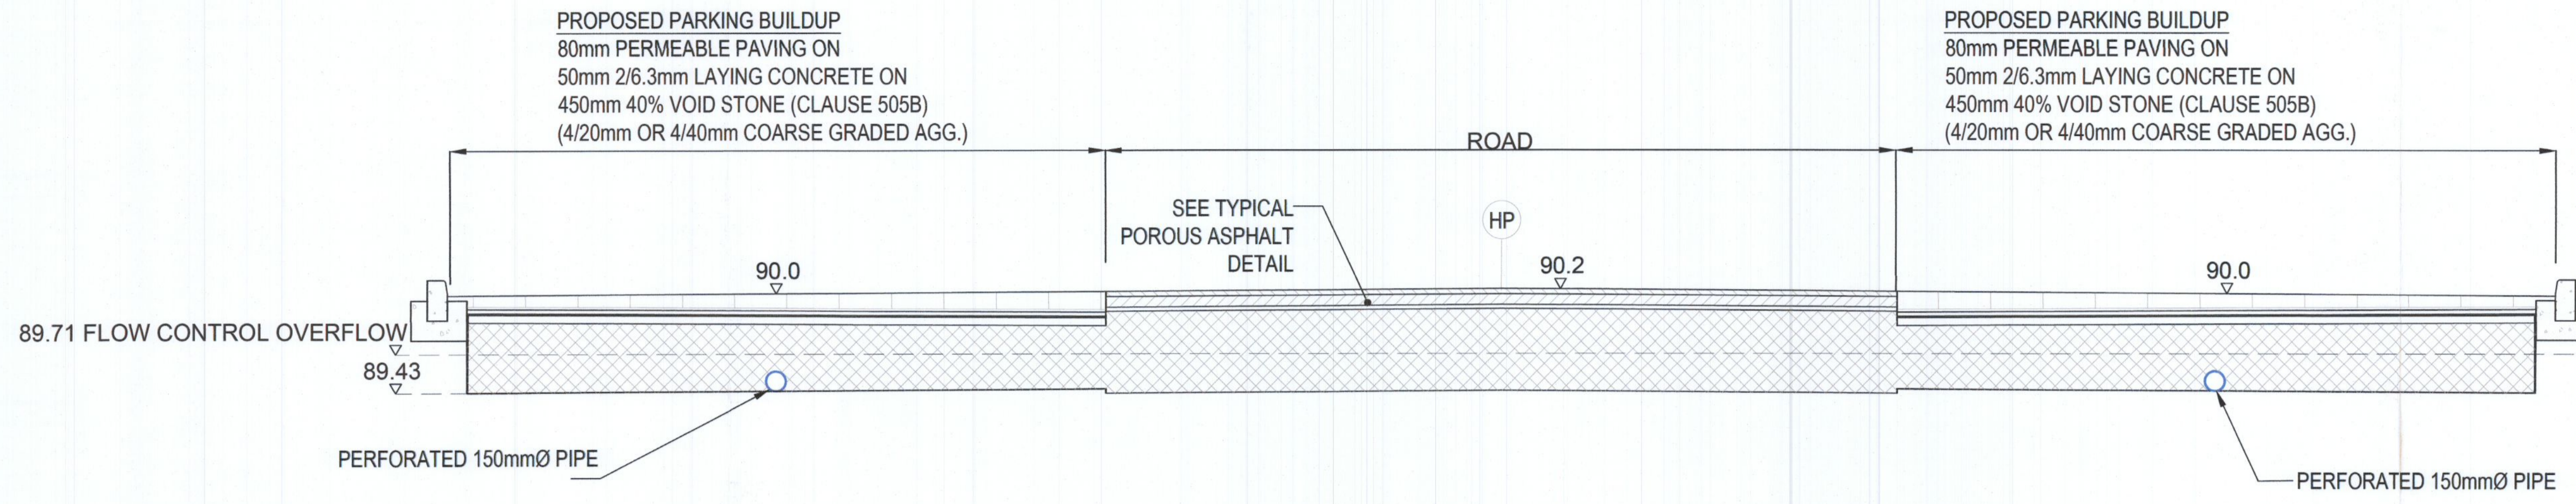 PROPOSED PARKING BUILDUP
80mm PERMEABLE PAVING ON
50mm 2/6.3mm LAYING CONCRETE ON
450mm 40% VOID STONE (CLAUSE 505B)
(4/20mm OR 4/40mm COARSE GRADED AGG.)
PROPOSED PARKING BUILDUP
80mm PERMEABLE PAVING ON
50mm 2/6.3mm LAYING CONCRETE ON
450mm 40% VOID STONE (CLAUSE 505B)
(4/20mm OR 4/40mm COARSE GRADED AGG.)
ROAD
SEE TYPICAL
POROUS ASPHALT
DETAIL
HP
90.0
90.2
90.0
89.71 FLOW CONTROL OVERFLOW
89.43
PERFORATED 150mmØ PIPE
PERFORATED 150mmØ PIPE